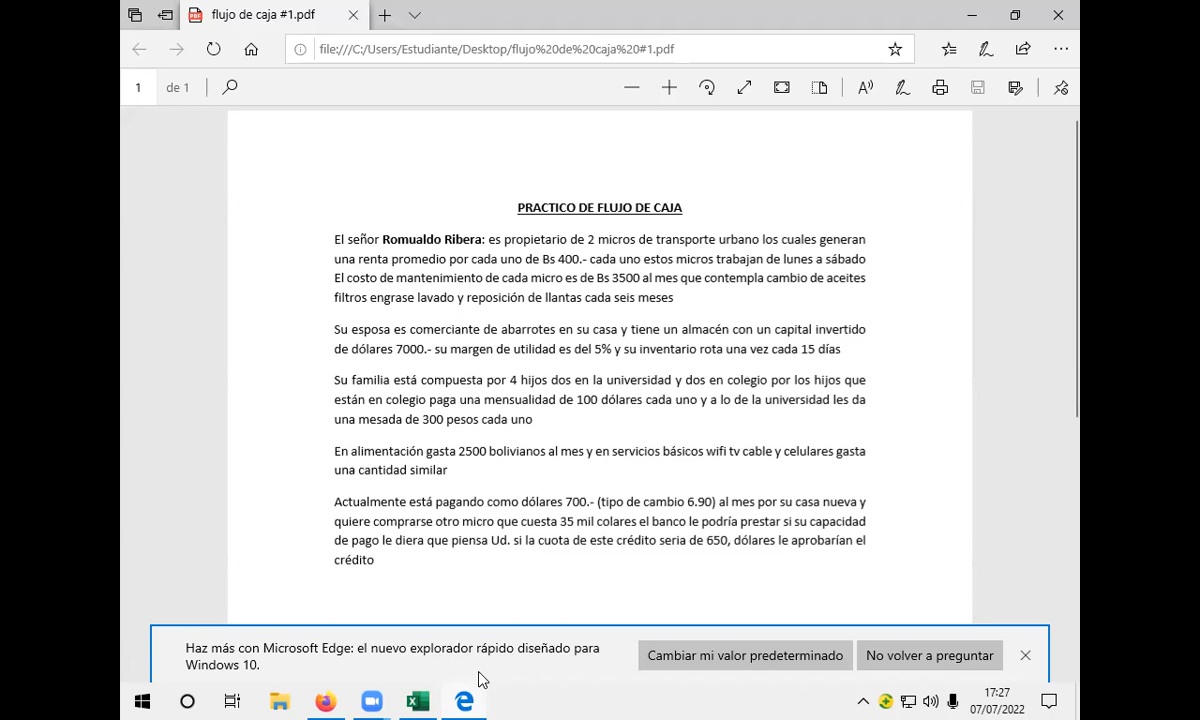 flujo de caja #1.pdf
file:///C:/Users/Estudiante/Desktop/flujo%20de%20caja%20#1.pdf
1 de 1
PRACTICO DE FLUJO DE CAJA
El señor Romualdo Ribera: es propietario de 2 micros de transporte urbano los cuales generan
una renta promedio por cada uno de Bs 400.- cada uno estos micros trabajan de lunes a sábado
El costo de mantenimiento de cada micro es de Bs 3500 al mes que contempla cambio de aceites
filtros engrase lavado y reposición de llantas cada seis meses
Su esposa es comerciante de abarrotes en su casa y tiene un almacén con un capital invertido
de dólares 7000.- su margen de utilidad es del 5% y su inventario rota una vez cada 15 días
Su familia está compuesta por 4 hijos dos en la universidad y dos en colegio por los hijos que
están en colegio paga una mensualidad de 100 dólares cada uno y a lo de la universidad les da
una mesada de 300 pesos cada uno
En alimentación gasta 2500 bolivianos al mes y en servicios básicos wifi tv cable y celulares gasta
una cantidad similar
Actualmente está pagando como dólares 700.- (tipo de cambio 6.90) al mes por su casa nueva y
quiere comprarse otro micro que cuesta 35 mil colares el banco le podría prestar si su capacidad
de pago le diera que piensa Ud. si la cuota de este crédito seria de 650, dólares le aprobarían el
crédito
Haz más con Microsoft Edge: el nuevo explorador rápido diseñado para
Windows 10.
Cambiar mi valor predeterminado
No volver a preguntar
17:27
07/07/2022